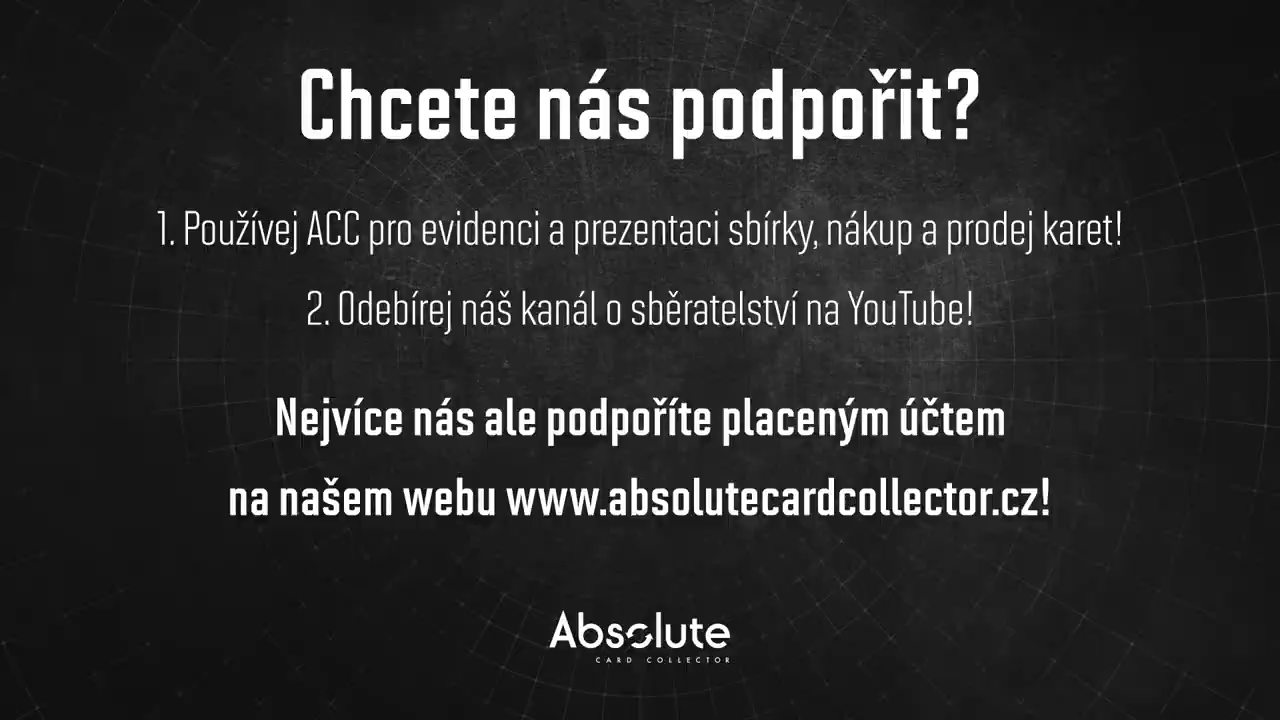 Chcete nás podpořit?
1. Používej ACC pro evidenci a prezentaci sbírky, nákup a prodej karet!
2. Odebírej náš kanál o sběratelství na YouTube!
Nejvíce nás ale podpoříte placeným účtem
na našem webu www.absolutecardcollector.cz!
Absolute
CARD COLLECTOR